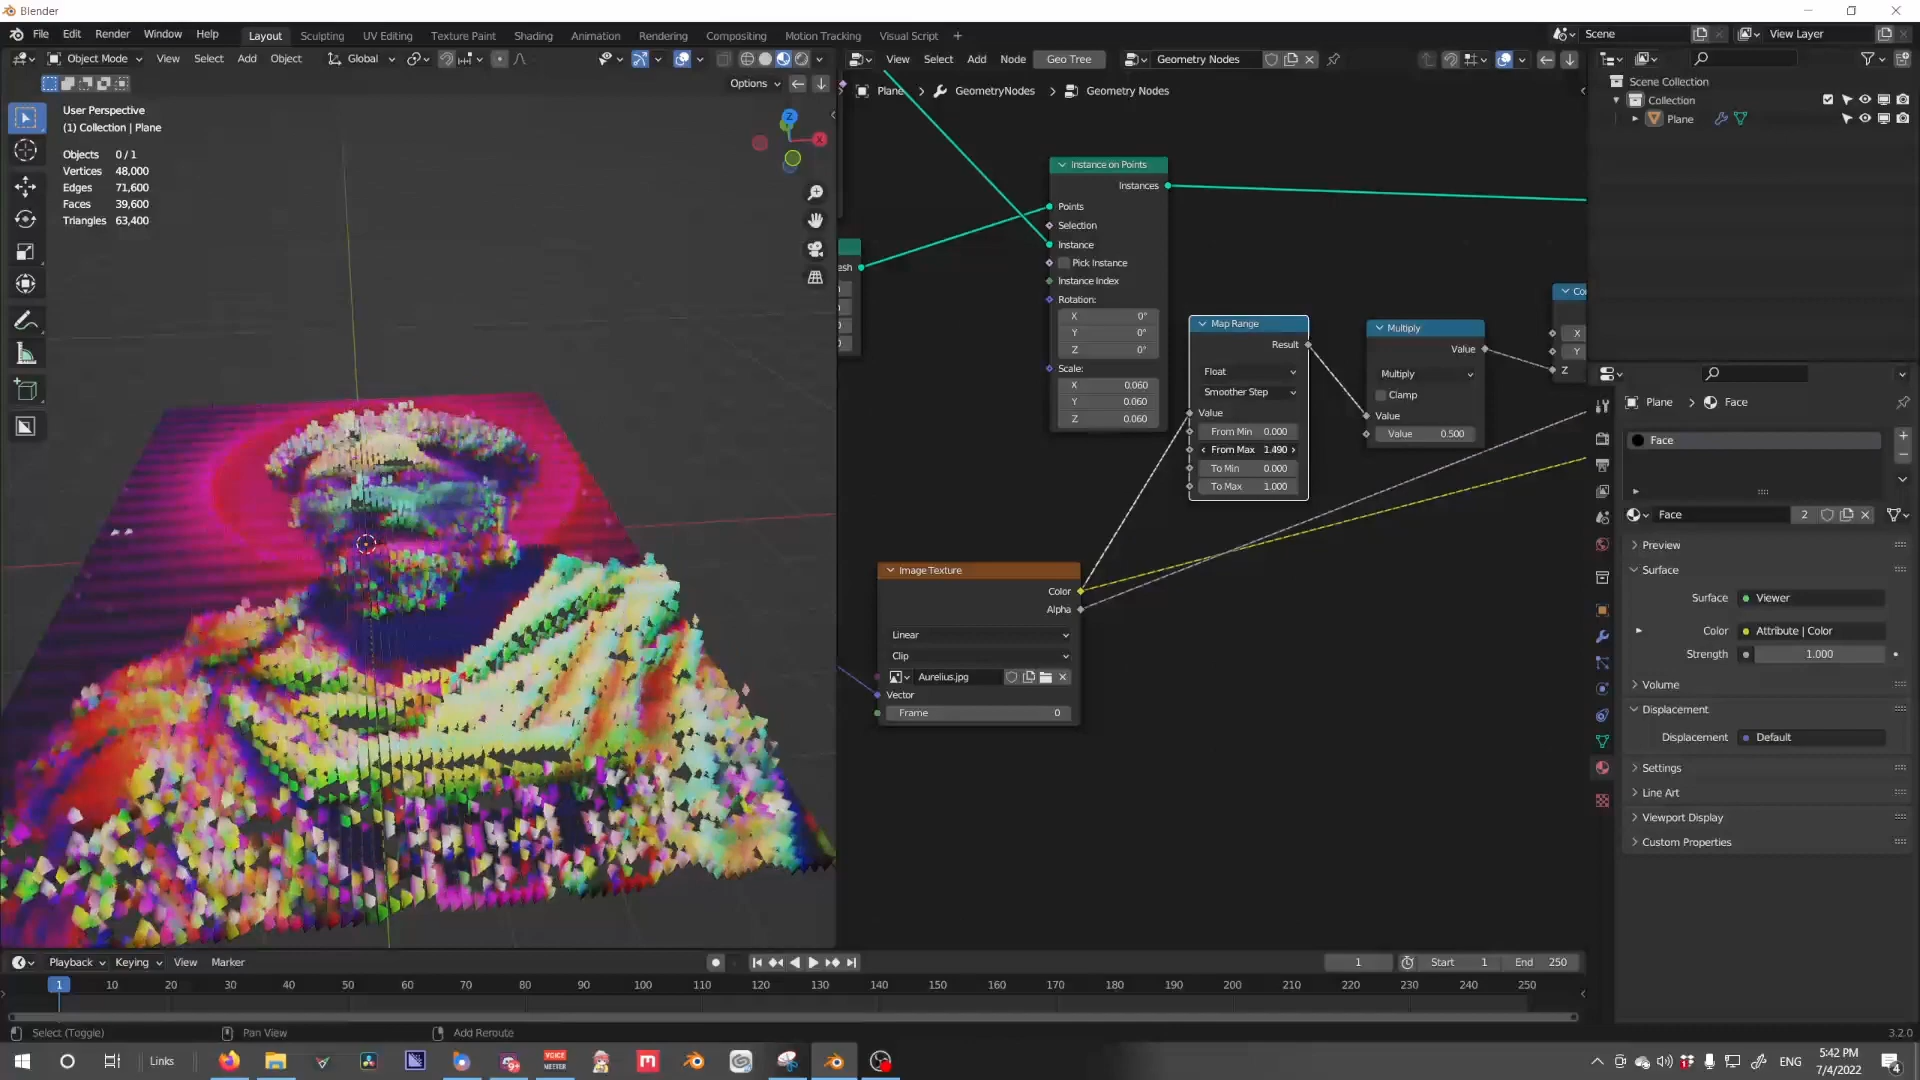 Blender
File Edit Render Window Help Layout Sculpting UV Editing Texture Paint Shading Animation Rendering Compositing Motion Tracking Visual Script + Scene View Layer
Object Mode View Select Add Object Global View Select Add Node Geo Tree Geometry Nodes
Options
Plane > GeometryNodes > Geometry Nodes
Scene Collection
Collection
Plane
User Perspective
(1) Collection | Plane
Objects 0 / 1
Vertices 48,000
Edges 71,600
Faces 39,600
Triangles 63,400
Z
X
Instance on Points
Instances
Points
Selection
Instance
Pick Instance
Instance Index
Rotation:
X 0°
Y 0°
Z 0°
Scale:
X 0.060
Y 0.060
Z 0.060
esh
Map Range
Result
Float
Smoother Step
Value
From Min 0.000
From Max 1.490
To Min 0.000
To Max 1.000
Multiply
Value
Multiply
Clamp
Value
Value 0.500
Co
X
Y
Z
Image Texture
Color
Alpha
Linear
Clip
Aurelius.jpg
Vector
Frame 0
Plane > Face
Face
Face 2
Preview
Surface
Surface Viewer
Color Attribute | Color
Strength 1.000
Volume
Displacement
Displacement Default
Settings
Line Art
Viewport Display
Custom Properties
Playback Keying View Marker 1 Start 1 End 250
1 10 20 30 40 50 60 70 80 90 100 110 120 130 140 150 160 170 180 190 200 210 220 230 240 250
Select (Toggle) Pan View Add Reroute 3.2.0
Links
VOICE
MEETER
ENG
5:42 PM
7/4/2022
4